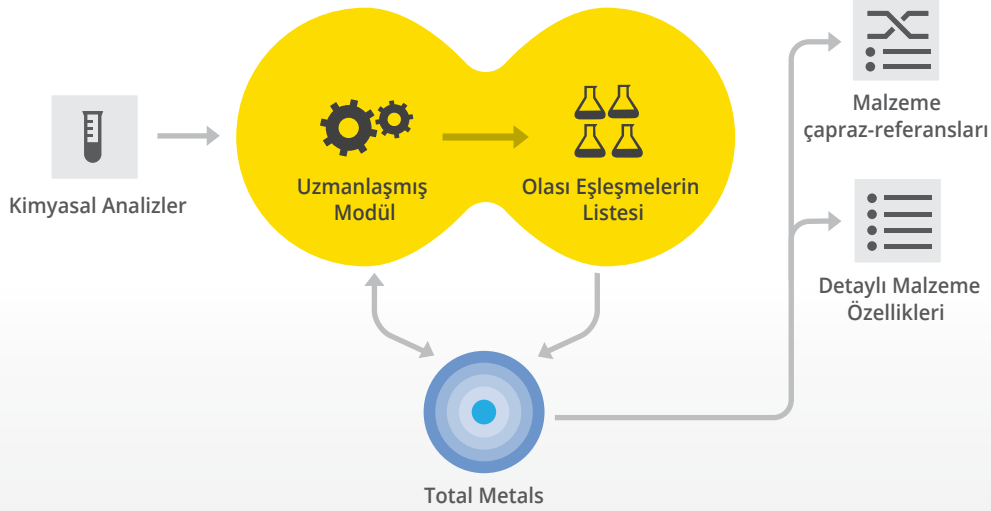 Kimyasal Analizler
Uzmanlaşmış
Modül
Olası Eşleşmelerin
Listesi
Malzeme
çapraz-referansları
Detaylı Malzeme
Özellikleri
Total Metals